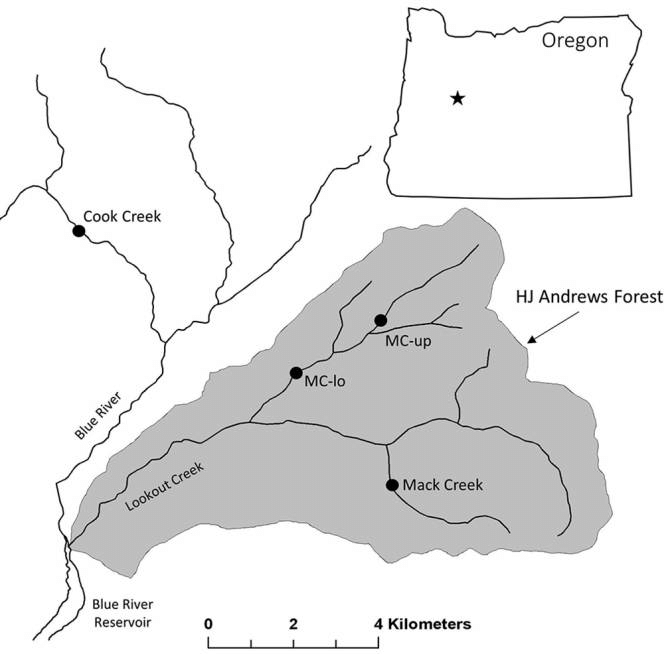 Oregon
Cook Creek
HJ Andrews Forest
MC-up
MC-lo
Blue River
Lookout Creek
Mack Creek
Blue River
Reservoir
0 2 4 Kilometers